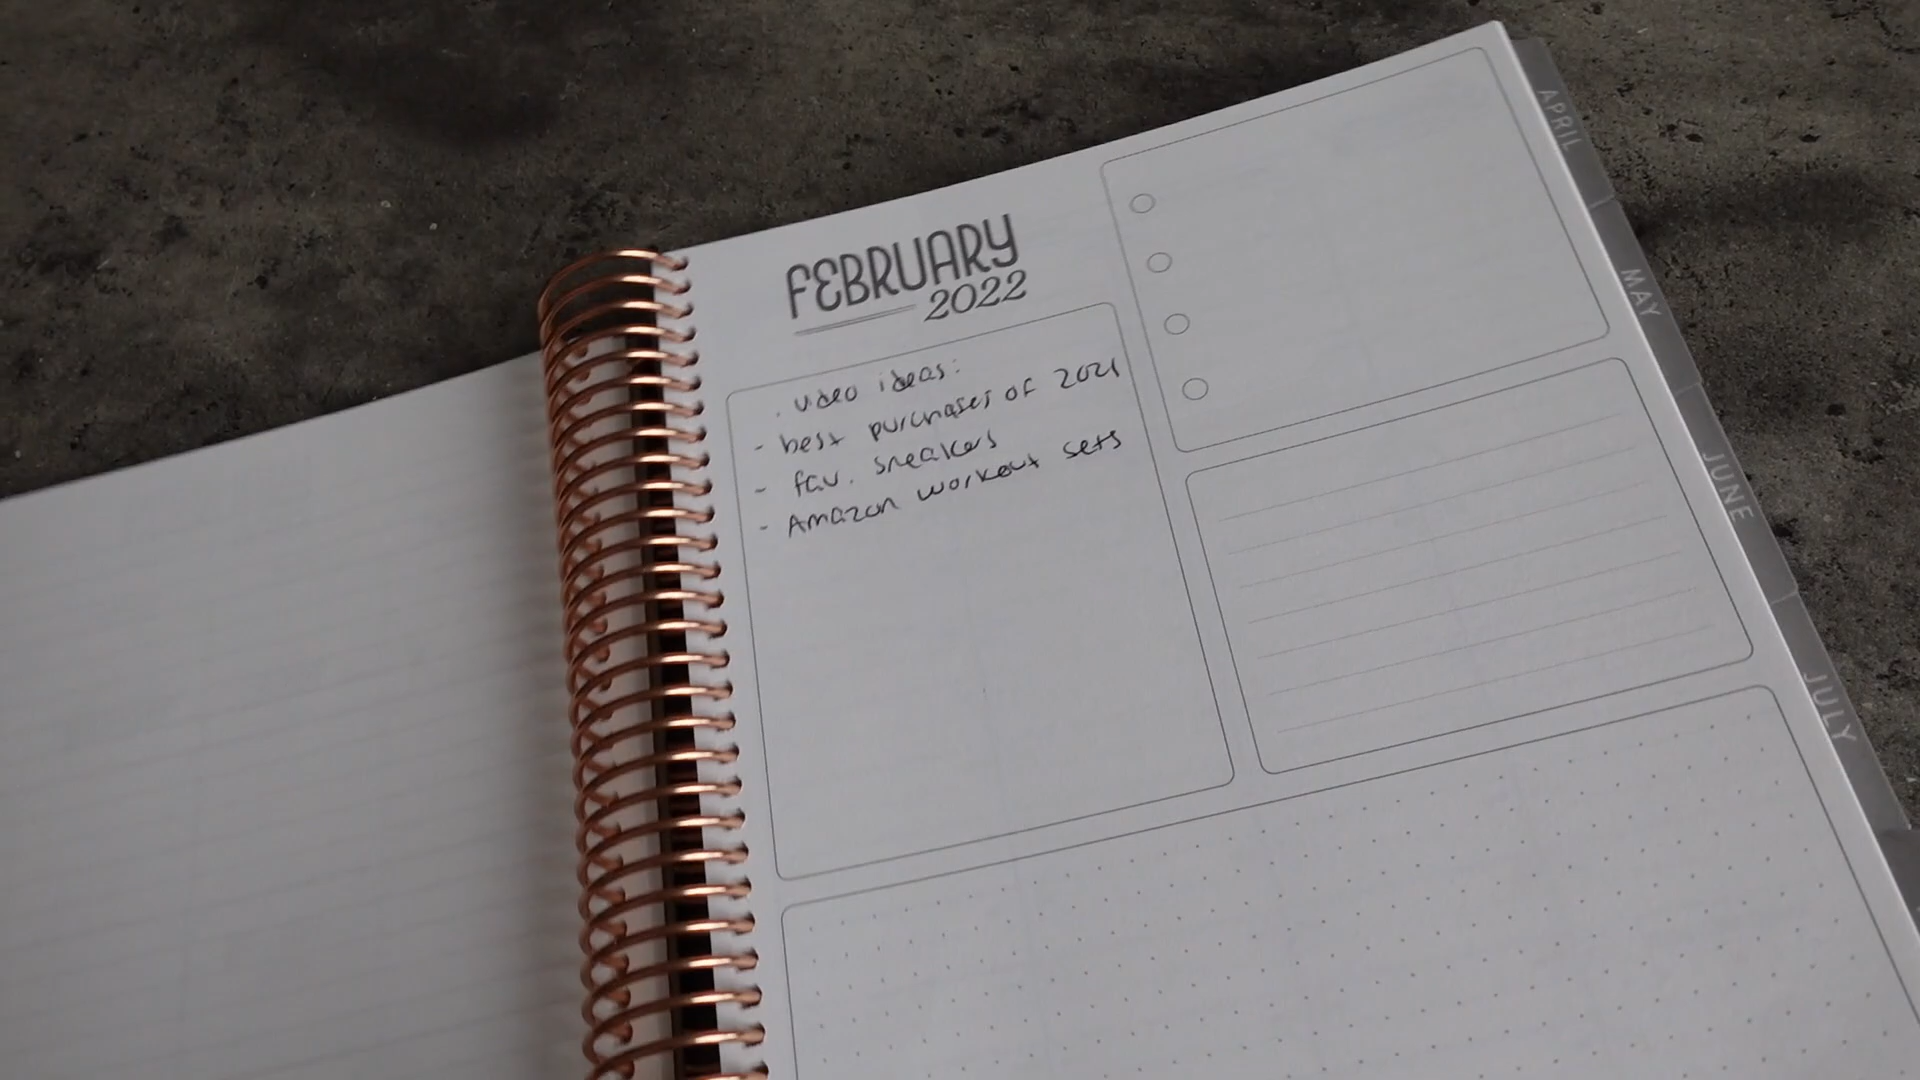 FEBRUARY
2022
video ideas:
- best purchases of 2021
- fav. sneakers
- Amazon workout sets
APRIL
MAY
JUNE
JULY